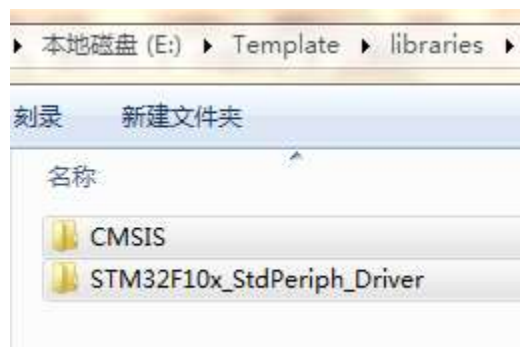 本地磁盘 (E:) ▸ Template ▸ libraries ▸
刻录 新建文件夹
名称
CMSIS
STM32F10x_StdPeriph_Driver